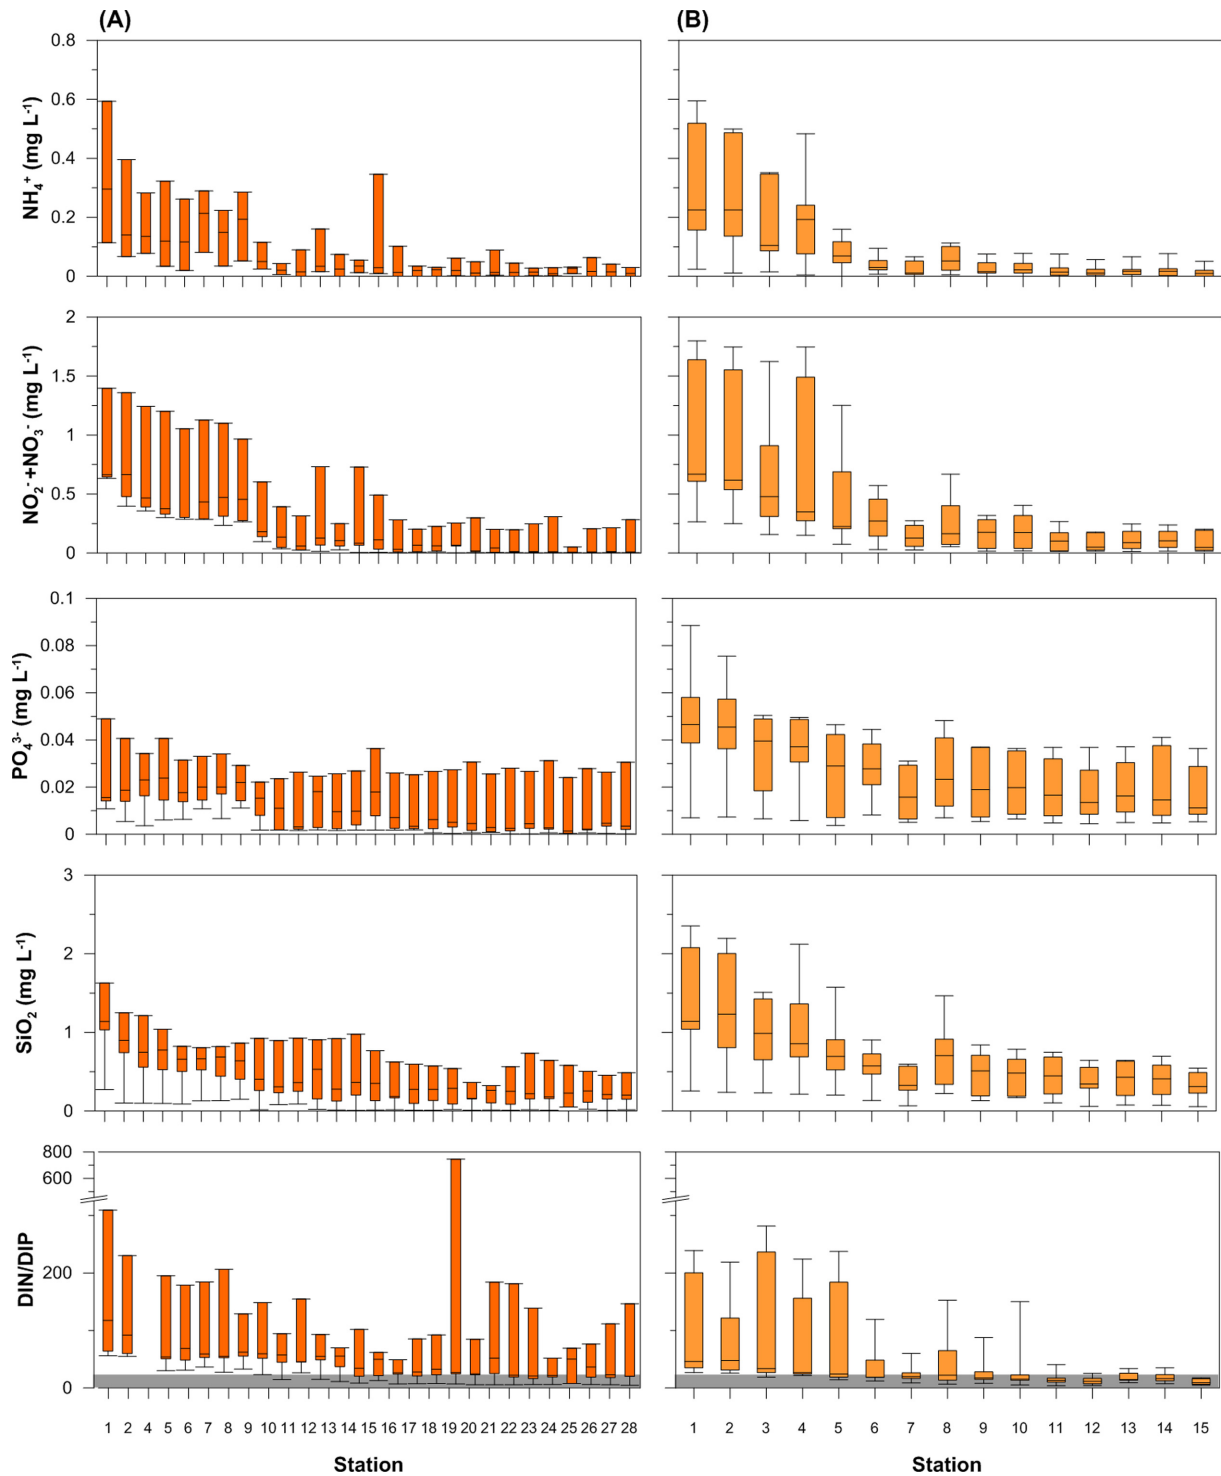 (A) (B)
NH₄⁺ (mg L⁻¹)
0.8
0.6
0.4
0.2
0
NO₂⁻+NO₃⁻ (mg L⁻¹)
2
1.5
1
0.5
0
PO₄³⁻ (mg L⁻¹)
0.1
0.08
0.06
0.04
0.02
0
SiO₂ (mg L⁻¹)
3
2
1
0
DIN/DIP
800
600
200
0
1 2 4 5 6 7 8 9 10 11 12 13 14 15 16 17 18 19 20 21 22 23 24 25 26 27 28
1 2 3 4 5 6 7 8 9 10 11 12 13 14 15
Station Station